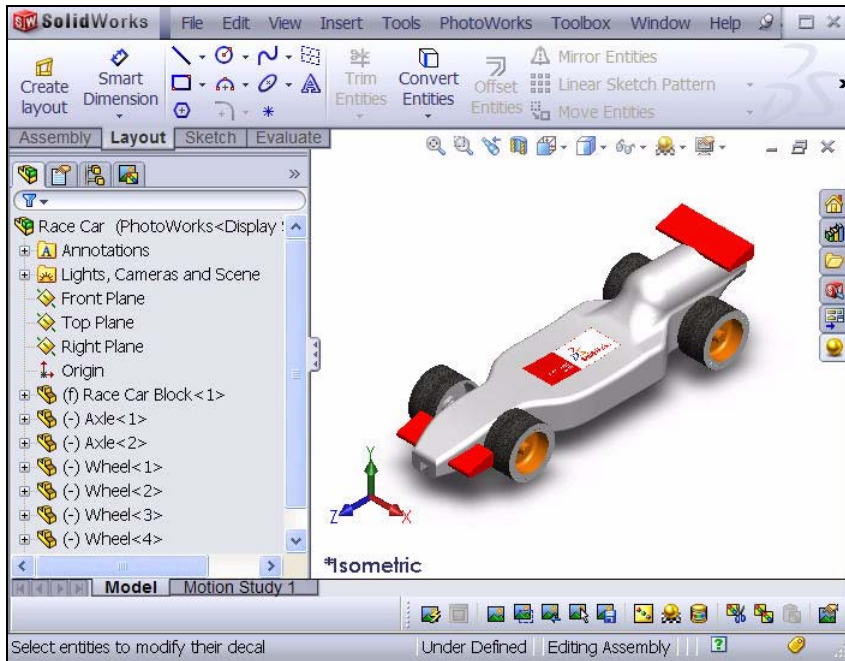 SolidWorks File Edit View Insert Tools PhotoWorks Toolbox Window Help
Create layout
Smart Dimension
Trim Entities
Convert Entities
Offset Entities
Mirror Entities
Linear Sketch Pattern
Move Entities
Assembly Layout Sketch Evaluate
Race Car (PhotoWorks<Display
Annotations
Lights, Cameras and Scene
Front Plane
Top Plane
Right Plane
Origin
(f) Race Car Block<1>
(-) Axle<1>
(-) Axle<2>
(-) Wheel<1>
(-) Wheel<2>
(-) Wheel<3>
(-) Wheel<4>
Y
Z X
*Isometric
Model Motion Study 1
Select entities to modify their decal Under Defined Editing Assembly